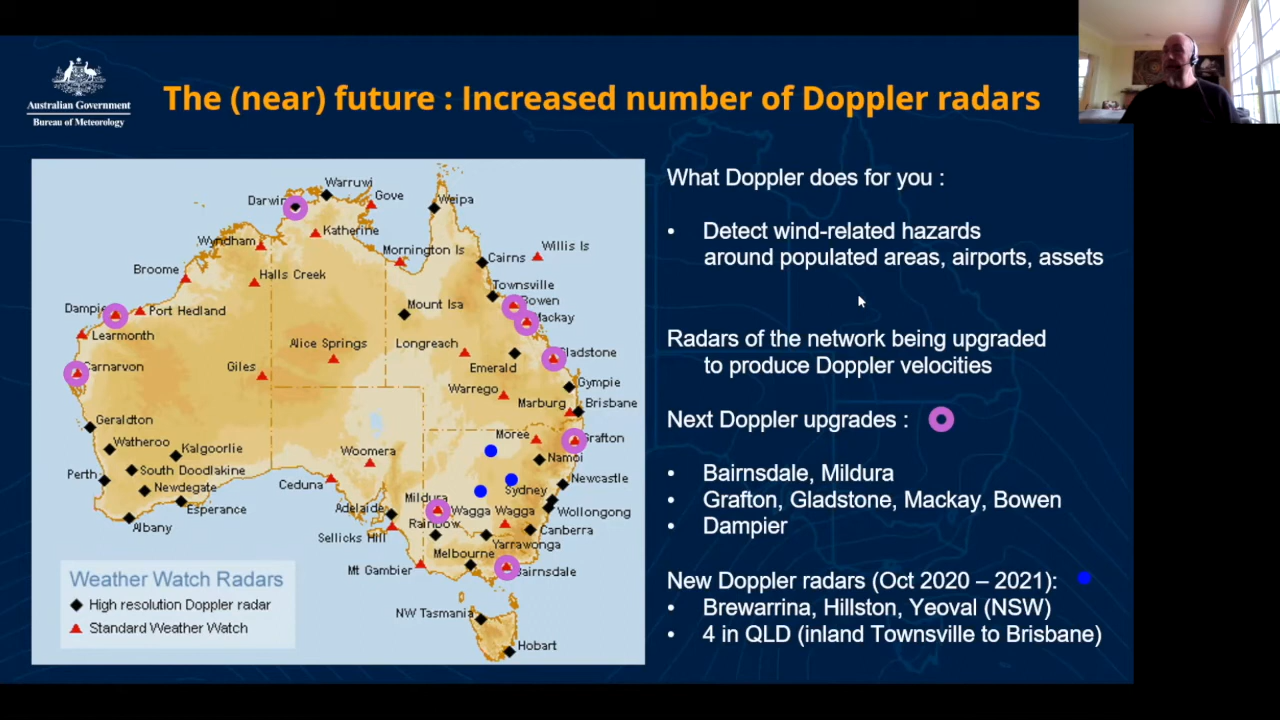 Australian Government
Bureau of Meteorology
The (near) future : Increased number of Doppler radars
Warruwi
Darwin
Gove
Weipa
Katherine
Wyndham
Mornington Is
Willis Is
Cairns
Broome
Halls Creek
Townsville
Bowen
Mount Isa
Dampie
Port Hedland
Mackay
Learmonth
Alice Springs
Longreach
Gladstone
Carnarvon
Giles
Emerald
Gympie
Warrego
Marburg
Brisbane
Geraldton
Moree
Grafton
Watheroo
Kalgoorlie
Woomera
Namoi
Perth
South Doodlakine
Newcastle
Newdegate
Ceduna
Sydney
Esperance
Mildura
Adelaide
Wagga Wagga
Wollongong
Albany
Rainbow
Canberra
Sellicks Hill
Yarrawonga
Melbourne
Mt Gambier
Bairnsdale
NW Tasmania
Hobart
Weather Watch Radars
High resolution Doppler radar
Standard Weather Watch
What Doppler does for you :
• Detect wind-related hazards
around populated areas, airports, assets
Radars of the network being upgraded
to produce Doppler velocities
Next Doppler upgrades :
• Bairnsdale, Mildura
• Grafton, Gladstone, Mackay, Bowen
• Dampier
New Doppler radars (Oct 2020 – 2021):
• Brewarrina, Hillston, Yeoval (NSW)
• 4 in QLD (inland Townsville to Brisbane)